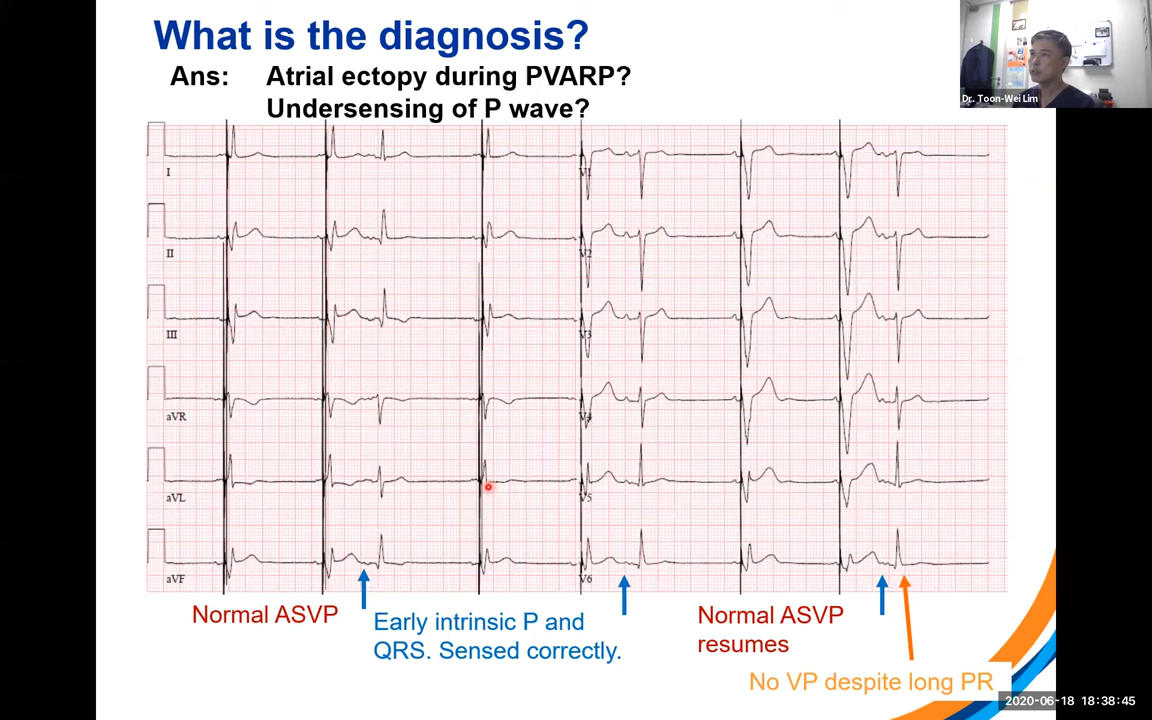 What is the diagnosis?
Ans: Atrial ectopy during PVARP?
Undersensing of P wave?
Dr. Toon-Wei Lim
I
V1
II
V2
III
V3
aVR
V4
aVL
V5
aVF
V6
Normal ASVP
Early intrinsic P and
QRS. Sensed correctly.
Normal ASVP
resumes
No VP despite long PR
2020-06-18 18:38:45